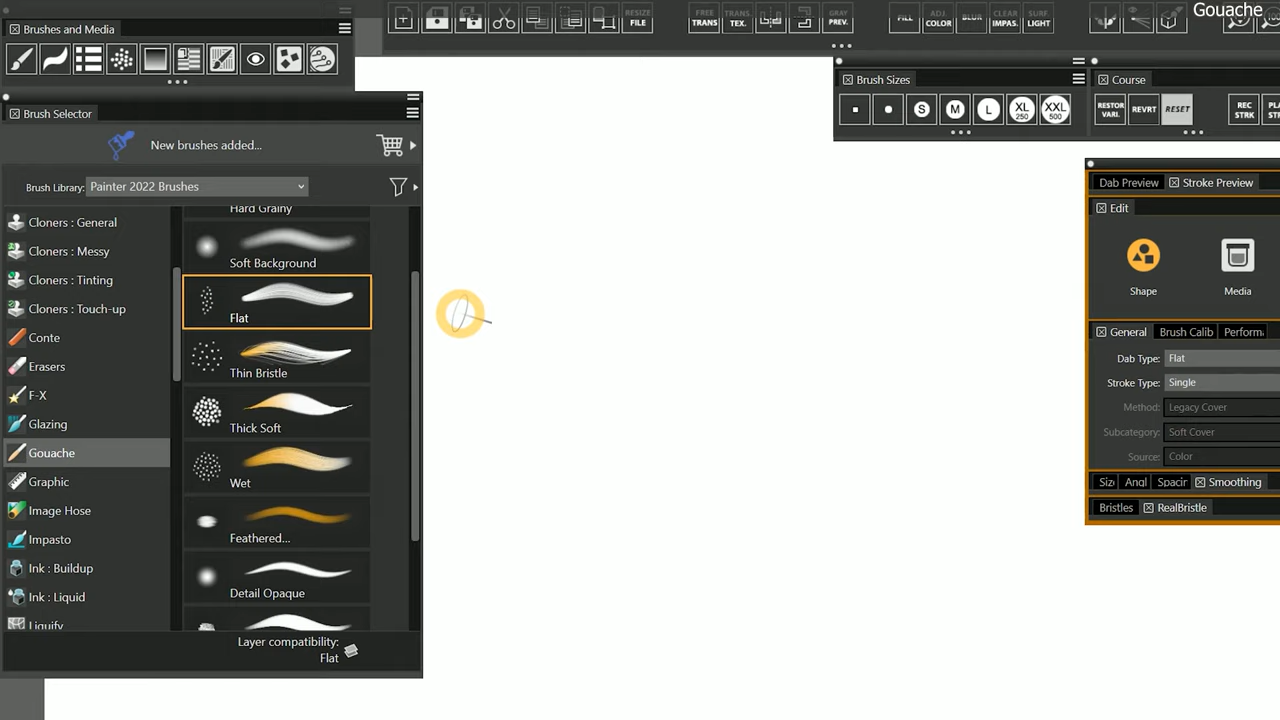 Gouache
Brushes and Media
RESIZE FILE
FREE TRANS
TRANS. TEX.
GRAY PREV.
FILL
ADJ. COLOR
BLUR
CLEAR IMPAS.
SURF. LIGHT
Brush Sizes
S
M
L
XL 250
XXL 500
Course
RESTOR VARI.
REVRT
RESET
REC STRK
Brush Selector
New brushes added...
Brush Library: Painter 2022 Brushes
Cloners : General
Cloners : Messy
Cloners : Tinting
Cloners : Touch-up
Conte
Erasers
F-X
Glazing
Gouache
Graphic
Image Hose
Impasto
Ink : Buildup
Ink : Liquid
Liquify
Hard Grainy
Soft Background
Flat
Thin Bristle
Thick Soft
Wet
Feathered...
Detail Opaque
Layer compatibility:
Flat
Dab Preview
Stroke Preview
Edit
Shape
Media
General
Brush Calib
Perform
Dab Type: Flat
Stroke Type: Single
Method: Legacy Cover
Subcategory: Soft Cover
Source: Color
Siz
Angl
Spacir
Smoothing
Bristles
RealBristle